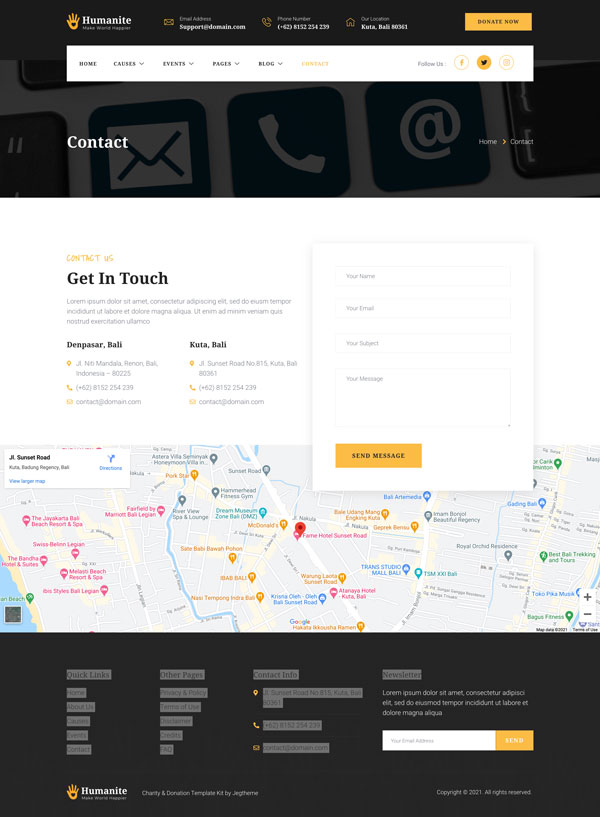 Humanite
Make World Happier
Email Address
Support@domain.com
Phone Number
(+62) 8152 254 239
Our Location
Kuta, Bali 80361
DONATE NOW
HOME
CAUSES
EVENTS
PAGES
BLOG
CONTACT
Follow Us :
Contact
Home
Contact
CONTACT US
Get In Touch
Lorem ipsum dolor sit amet, consectetur adipiscing elit, sed do eiusm tempor
incididunt ut labore et dolore magna aliqua. Ut enim ad minim veniam quis
nostrud exercitation ullamco
Denpasar, Bali
Jl. Niti Mandala, Renon, Bali,
Indonesia – 80225
(+62) 8152 254 239
contact@domain.com
Kuta, Bali
Jl. Sunset Road No.815, Kuta, Bali
80361
(+62) 8152 254 239
contact@domain.com
Your Name
Your Email
Your Subject
Your Message
SEND MESSAGE
Jl. Sunset Road
Kuta, Badung Regency, Bali
Directions
View larger map
Astera Villa Seminyak
Pork Star
Sunset Road
Hammerhead
Fitness Gym
River View
Spa & Lounge
Dream Museum
Zone Bali (DMZ)
McDonald's
Jl. Nakula
Fame Hotel Sunset Road
Fairfield by
Marriott Bali Legian
The Jayakarta Bali
Beach Resort & Spa
Swiss-Belinn Legian
The Bandha
Hotel & Suites
Melasti Beach
Resort & Spa
Ibis Styles Bali Legian
Sate Babi Bawah Pohon
IBAB BALI
Nasi Tempong Indra Bali
Warung Laota
Sunset Road
Krisna Oleh - Oleh
Bali Sunset Road
Atanaya Hotel
Kuta, Bali
Hakata Ikkousha Ramen
Google
Bali Artemedia
Bale Udang Mang
Engking Kuta
Geprek Bensu
Imam Bonjol
Beautiful Regency
Gading Bali
Royal Orchid Residence
Best Bali Trekking
and Tours
TRANS STUDIO
MALL BALI
TSM XXI Bali
Toko Pika Music
Bagus Fitness
Map data ©2021
Terms of Use
Quick Links
Home
About Us
Causes
Events
Contact
Other Pages
Privacy & Policy
Terms of Use
Disclaimer
Credits
FAQ
Contact Info
Jl. Sunset Road No.815, Kuta, Bali
80361
(+62) 8152 254 239
contact@domain.com
Newsletter
Lorem ipsum dolor sit amet, consectetur adipisci
elit, sed do eiusm tempor incididunt ut labore et
dolore magna aliqua
Your Email Address
SEND
Humanite
Make World Happier
Charity & Donation Template Kit by Jegtheme
Copyright © 2021. All rights reserved.